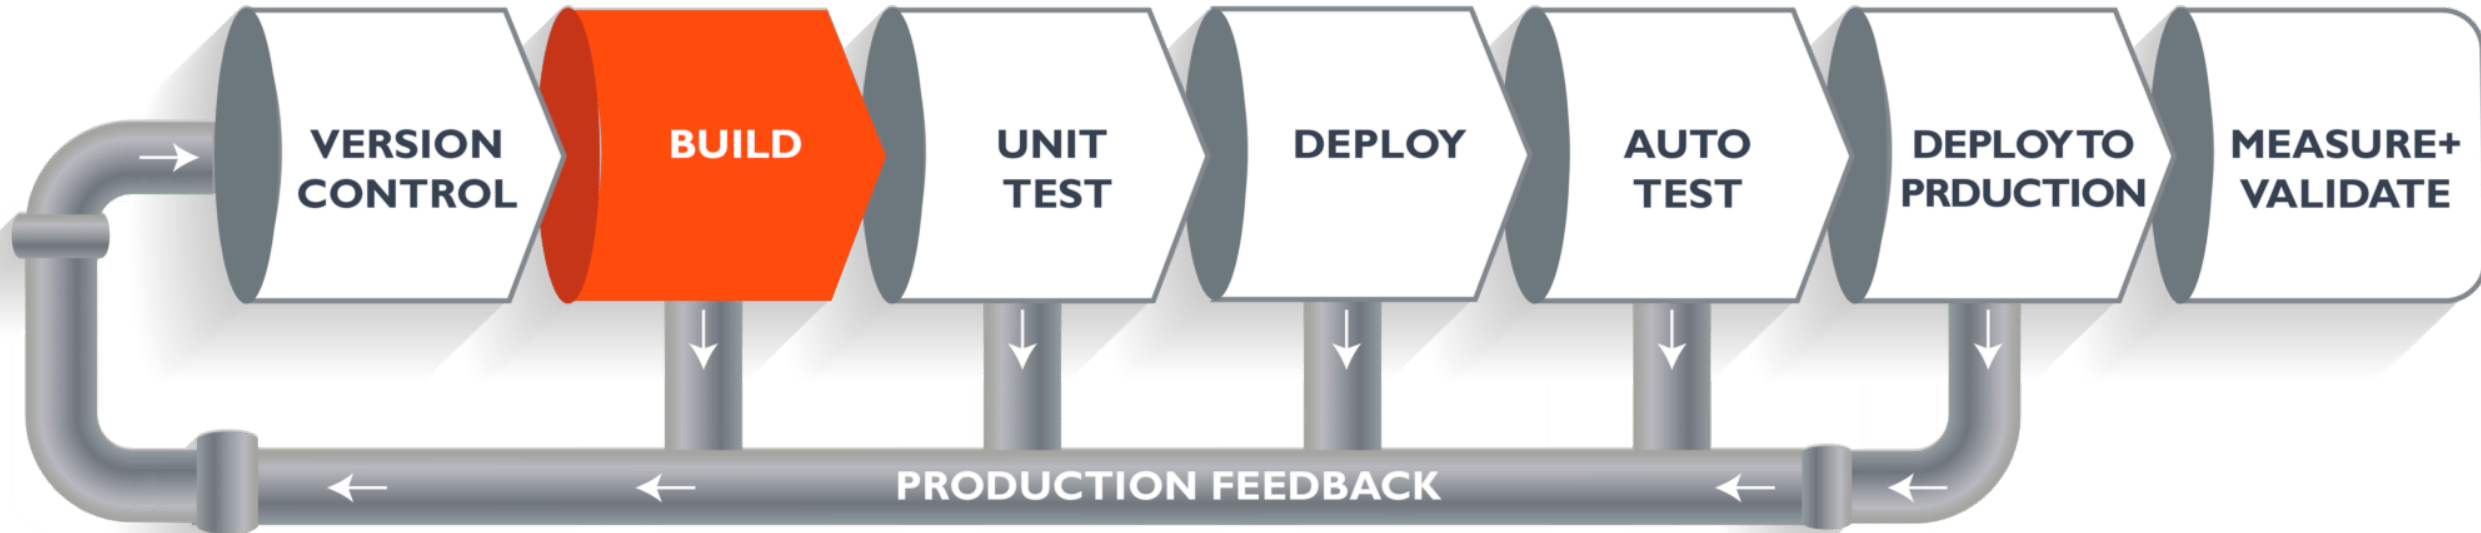 VERSION
CONTROL
BUILD
UNIT
TEST
DEPLOY
AUTO
TEST
DEPLOY TO
PRDUCTION
MEASURE+
VALIDATE
PRODUCTION FEEDBACK